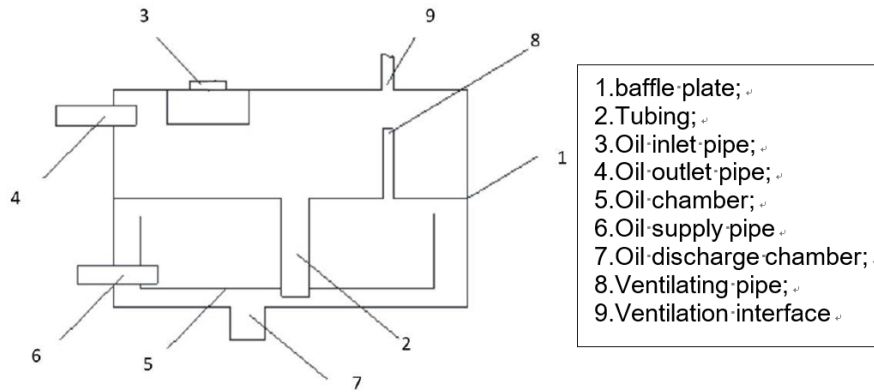 3
9
8
4
1
6
5
7
2
1.baffle plate;
2.Tubing;
3.Oil inlet pipe;
4.Oil outlet pipe;
5.Oil chamber;
6.Oil supply pipe
7.Oil discharge chamber;
8.Ventilating pipe;
9.Ventilation interface